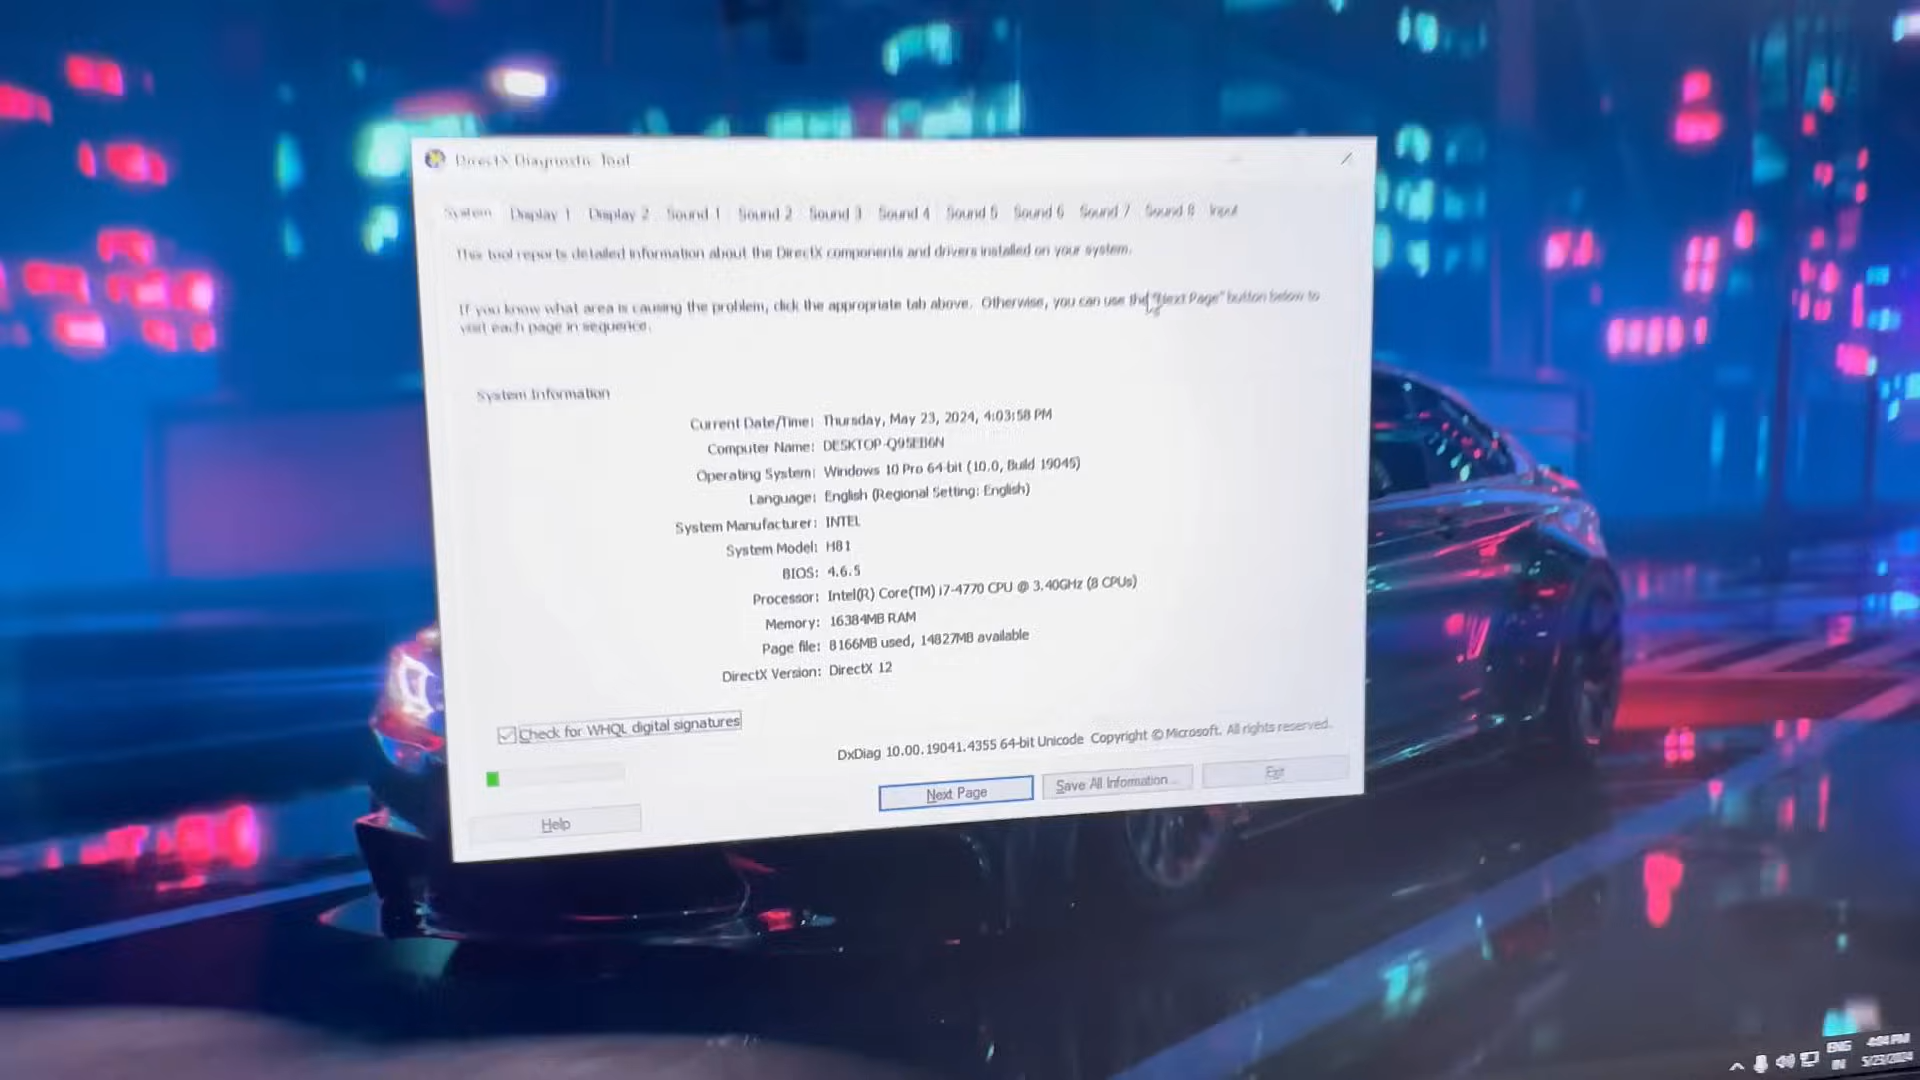 DirectX Diagnostic Tool
System Display 1 Display 2 Sound 1 Sound 2 Sound 3 Sound 4 Sound 5 Sound 6 Sound 7 Sound 8 Input
This tool reports detailed information about the DirectX components and drivers installed on your system.
If you know what area is causing the problem, click the appropriate tab above. Otherwise, you can use the "Next Page" button below to
visit each page in sequence.
System Information
Current Date/Time: Thursday, May 23, 2024, 4:03:58 PM
Computer Name: DESKTOP-Q95EB6N
Operating System: Windows 10 Pro 64-bit (10.0, Build 19045)
Language: English (Regional Setting: English)
System Manufacturer: INTEL
System Model: H81
BIOS: 4.6.5
Processor: Intel(R) Core(TM) i7-4770 CPU @ 3.40GHz (8 CPUs)
Memory: 16384MB RAM
Page file: 8166MB used, 14827MB available
DirectX Version: DirectX 12
Check for WHQL digital signatures
DxDiag 10.00.19041.4355 64-bit Unicode Copyright © Microsoft. All rights reserved.
Next Page Save All Information... Exit
Help
ENG 4:04 PM
IN 5/23/2024